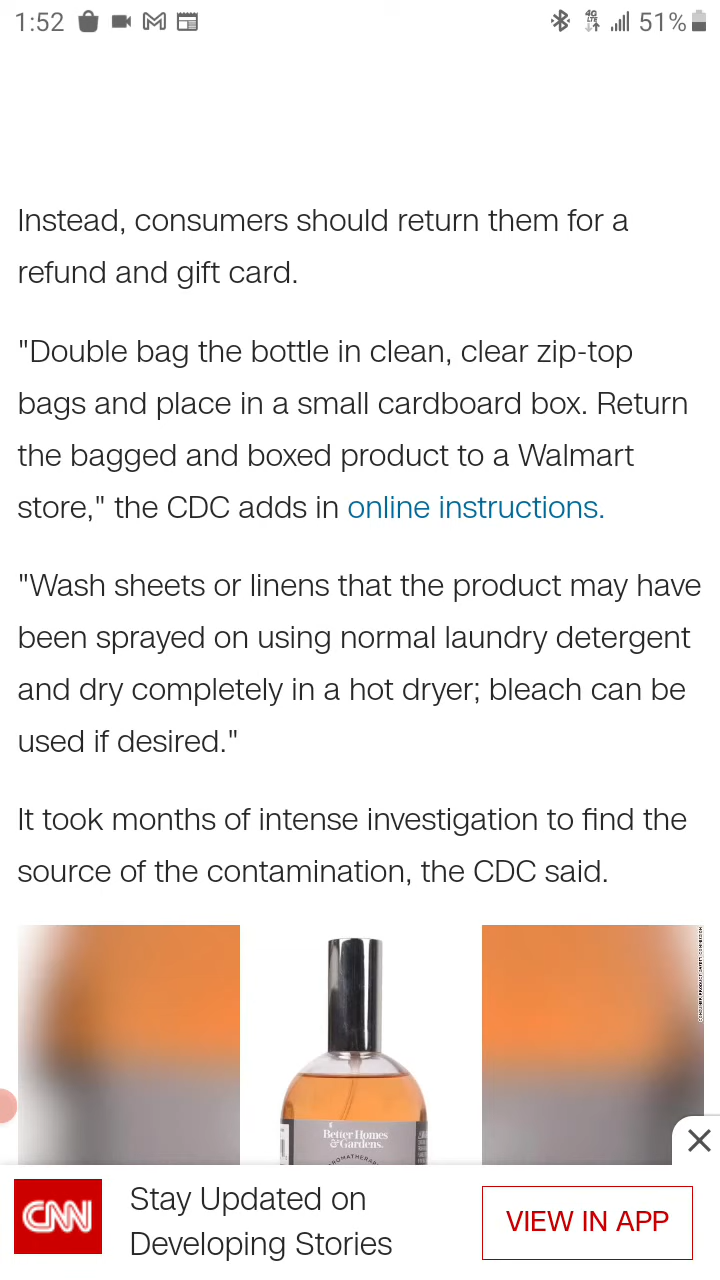 1:52
4G
LTE
51%
Instead, consumers should return them for a
refund and gift card.
"Double bag the bottle in clean, clear zip-top
bags and place in a small cardboard box. Return
the bagged and boxed product to a Walmart
store," the CDC adds in online instructions.
"Wash sheets or linens that the product may have
been sprayed on using normal laundry detergent
and dry completely in a hot dryer; bleach can be
used if desired."
It took months of intense investigation to find the
source of the contamination, the CDC said.
Better Homes
&Gardens.
CNN
Stay Updated on
Developing Stories
VIEW IN APP